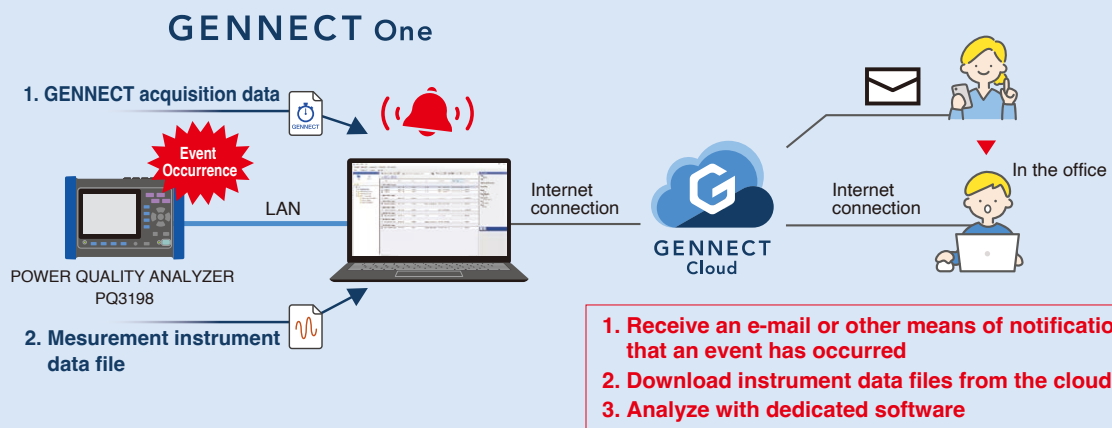 GENNECT One
1. GENNECT acquisition data
GENNECT
Event
Occurrence
LAN
POWER QUALITY ANALYZER
PQ3198
2. Mesurement instrument
data file
Internet
connection
GENNECT
Cloud
Internet
connection
In the office
1. Receive an e-mail or other means of notificatio
that an event has occurred
2. Download instrument data files from the cloud
3. Analyze with dedicated software